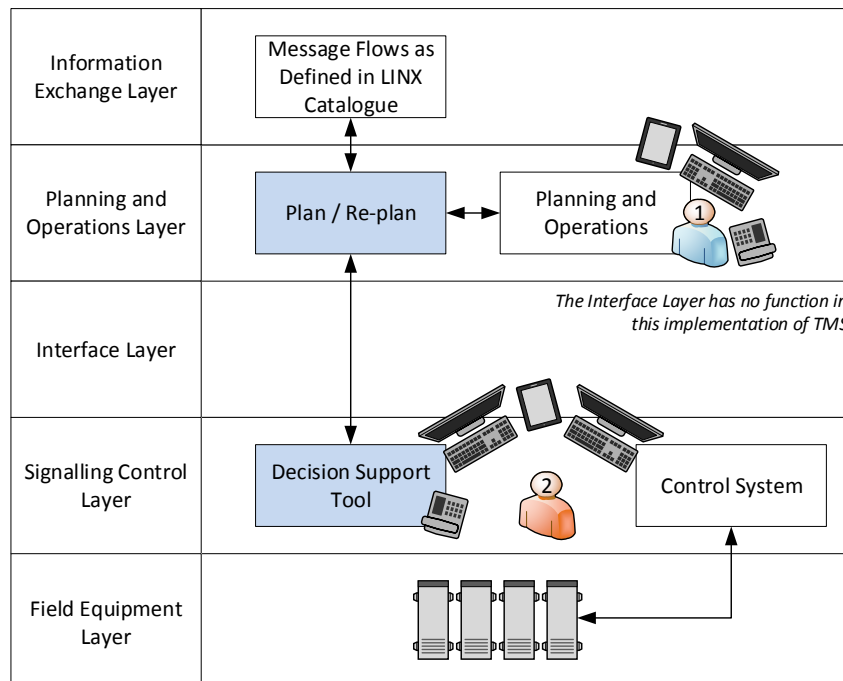 Information
Exchange Layer
Message Flows as
Defined in LINX
Catalogue
Planning and
Operations Layer
Plan / Re-plan
Planning and
Operations
1
The Interface Layer has no function in
this implementation of TMS
Interface Layer
Signalling Control
Layer
Decision Support
Tool
2
Control System
Field Equipment
Layer